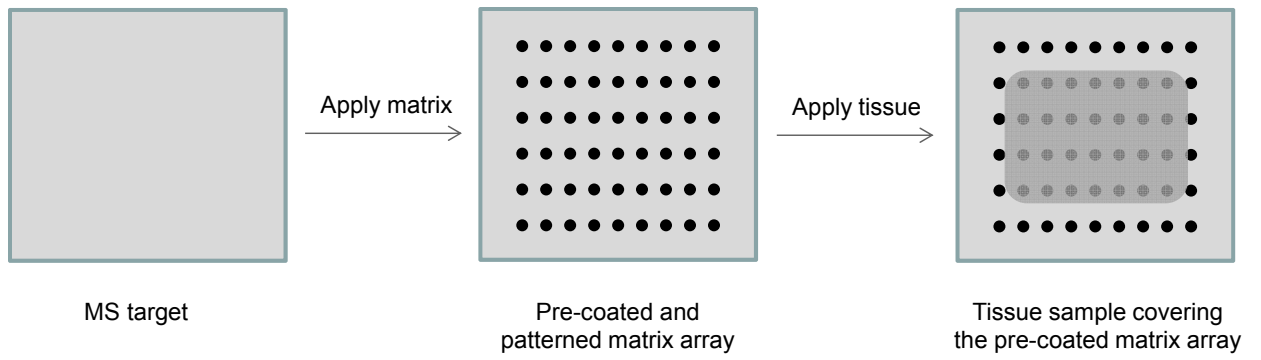 Apply matrix
Apply tissue
MS target
Pre-coated and
patterned matrix array
Tissue sample covering
the pre-coated matrix array